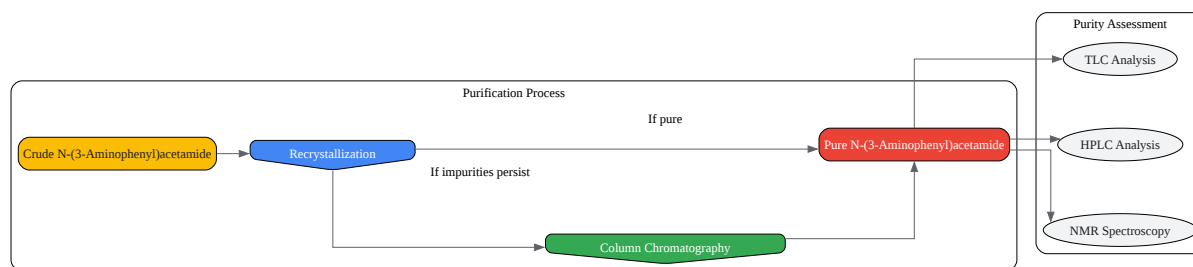 Purity Assessment
TLC Analysis
Purification Process
If pure
Crude N-(3-Aminophenyl)acetamide
Recrystallization
Pure N-(3-Aminophenyl)acetamide
HPLC Analysis
If impurities persist
Column Chromatography
NMR Spectroscopy